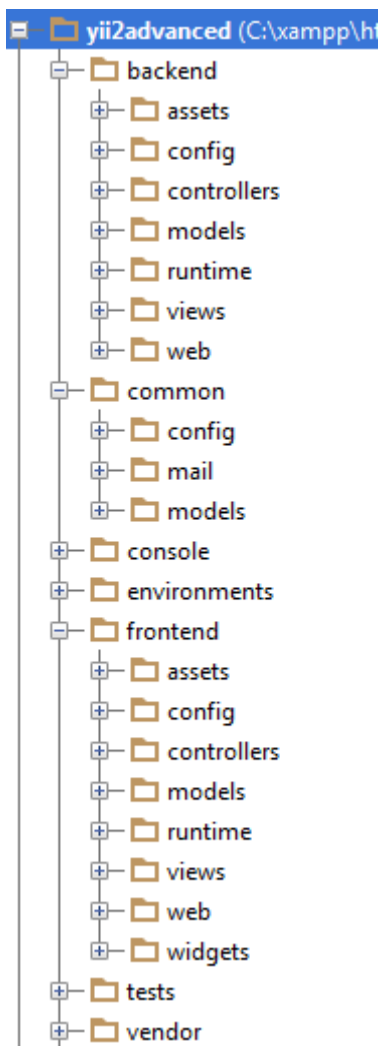 yii2advanced (C:\xampp\ht
backend
assets
config
controllers
models
runtime
views
web
common
config
mail
models
console
environments
frontend
assets
config
controllers
models
runtime
views
web
widgets
tests
vendor